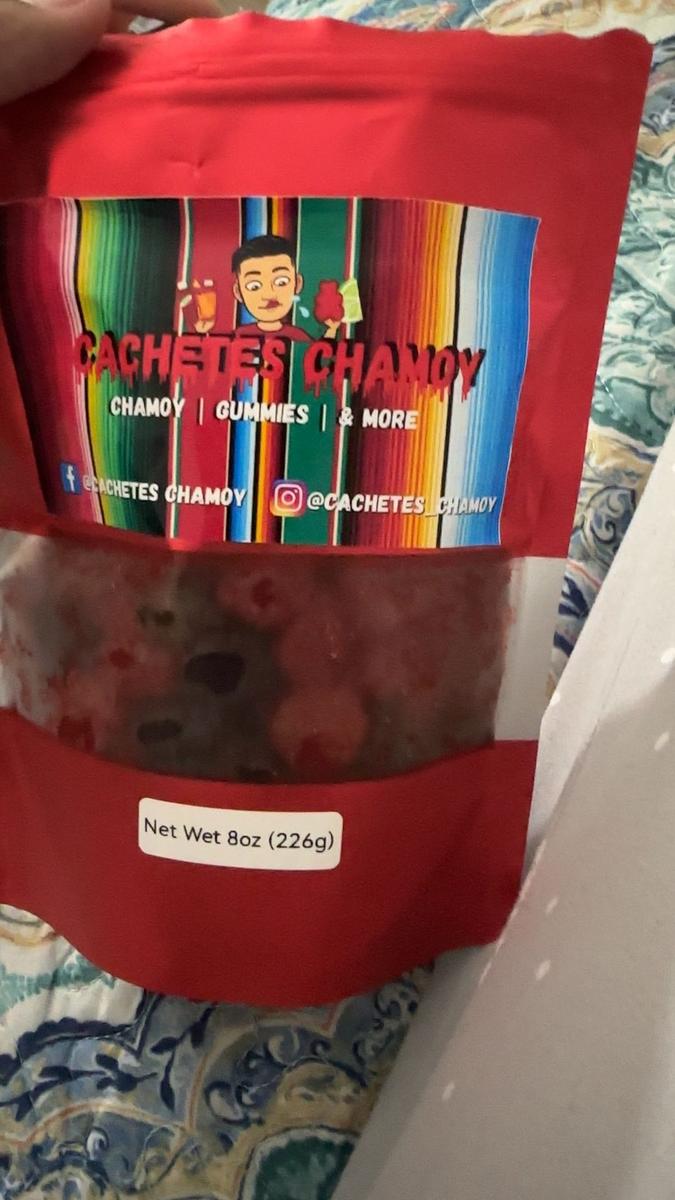 CACHETES CHAMOY
CHAMOY | GUMMIES | & MORE
@CACHETES CHAMOY
@CACHETES_CHAMOY
Net Wet 8oz (226g)